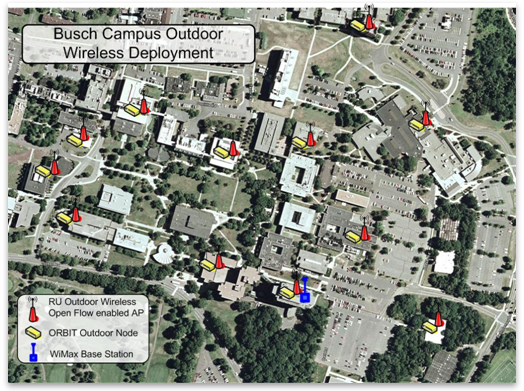 Busch Campus Outdoor
Wireless Deployment
RU Outdoor Wireless
Open Flow enabled AP
ORBIT Outdoor Node
WiMax Base Station